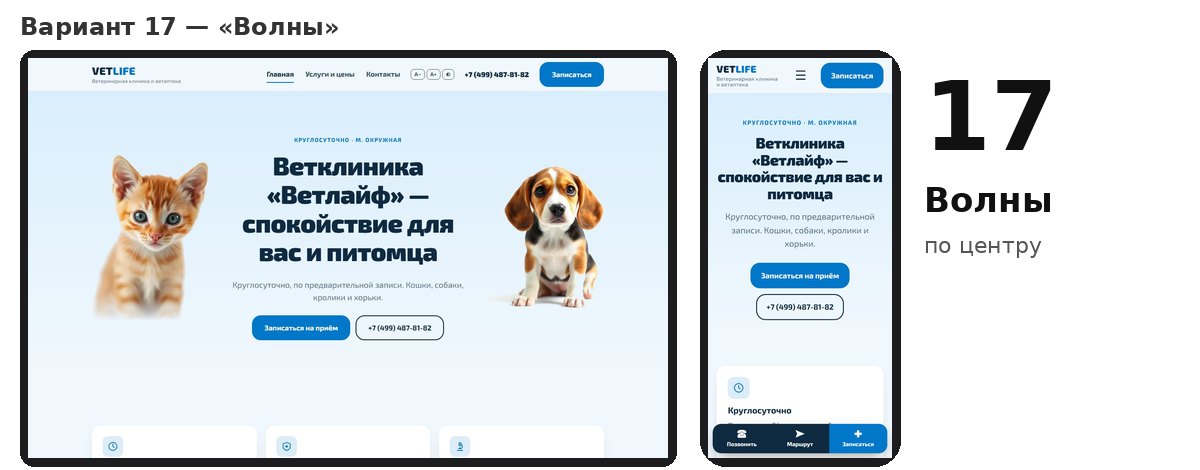 Вариант 17 — «Волны»
VETLIFE
Ветеринарная клиника и ветаптека
Главная Услуги и цены Контакты A− A+ +7 (499) 487-81-82 Записаться
КРУГЛОСУТОЧНО · М. ОКРУЖНАЯ
Ветклиника
«Ветлайф» —
спокойствие для
вас и питомца
Круглосуточно, по предварительной записи. Кошки, собаки,
кролики и хорьки.
Записаться на приём +7 (499) 487-81-82
VETLIFE
Ветеринарная клиника
и ветаптека
Записаться
КРУГЛОСУТОЧНО · М. ОКРУЖНАЯ
Ветклиника
«Ветлайф» —
спокойствие для вас и
питомца
Круглосуточно, по предварительной
записи. Кошки, собаки, кролики и
хорьки.
Записаться на приём
+7 (499) 487-81-82
Круглосуточно
Позвонить Маршрут Записаться
17
Волны
по центру